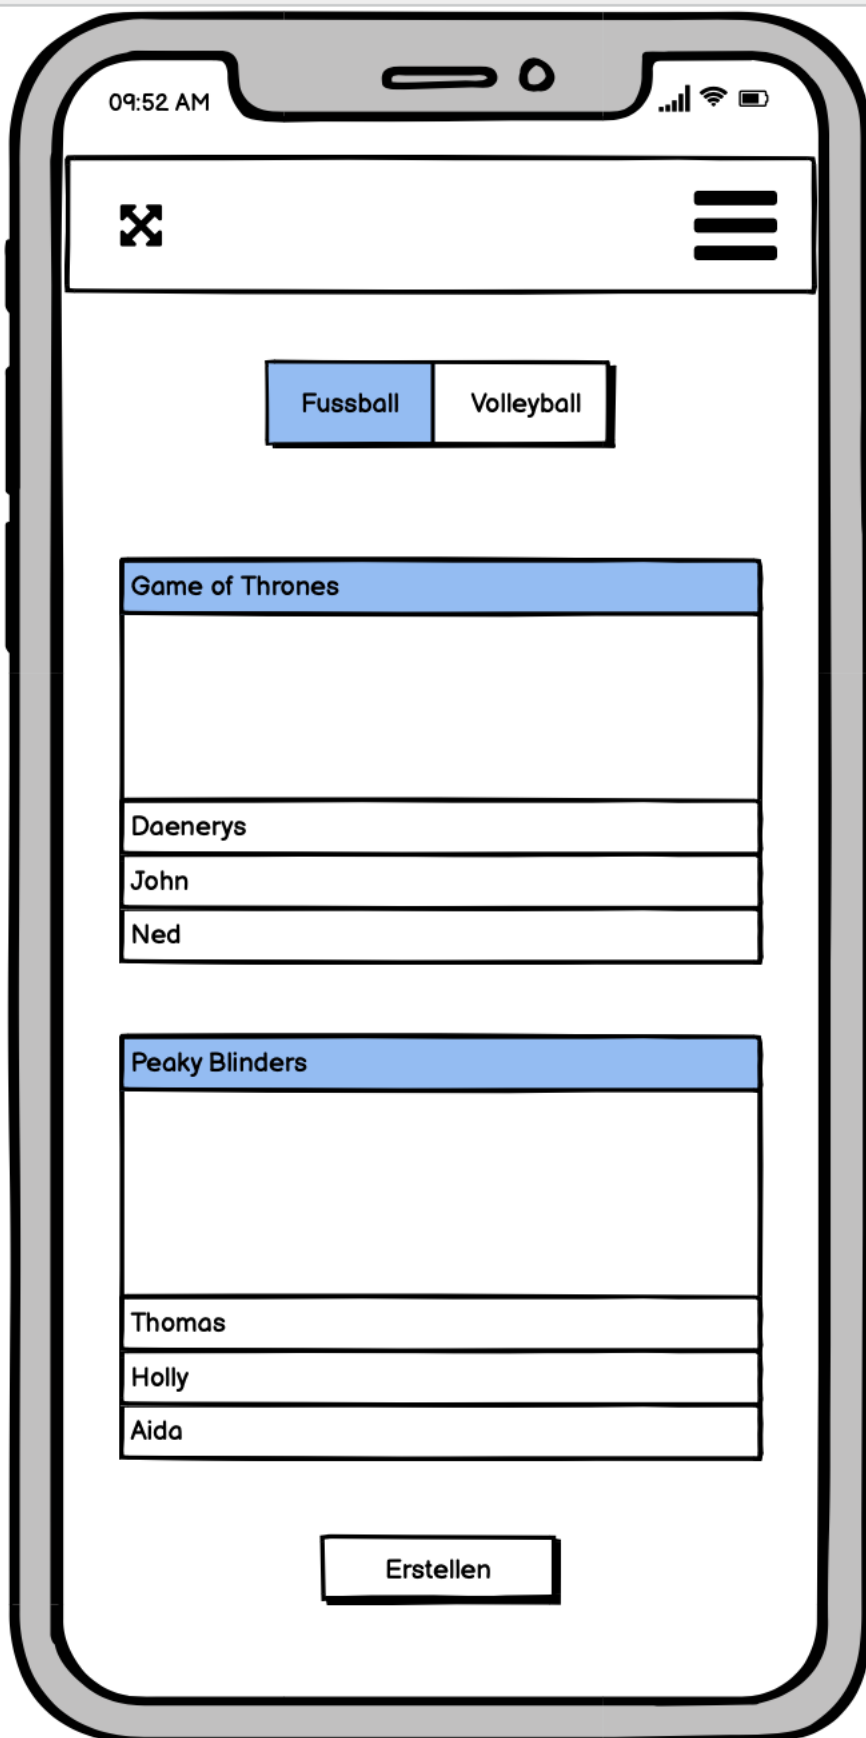 09:52 AM
Fussball Volleyball
Game of Thrones
Daenerys
John
Ned
Peaky Blinders
Thomas
Holly
Aida
Erstellen